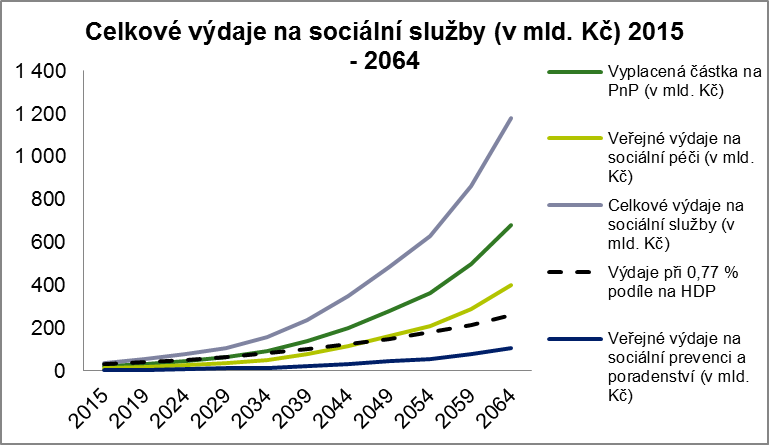 Celkové výdaje na sociální služby (v mld. Kč) 2015
- 2064
1 400
1 200
1 000
800
600
400
200
0
2015
2019
2024
2029
2034
2039
2044
2049
2054
2059
2064
Vyplacená částka na
PnP (v mld. Kč)
Veřejné výdaje na
sociální péči (v mld.
Kč)
Celkové výdaje na
sociální služby (v
mld. Kč)
Výdaje při 0,77 %
podíle na HDP
Veřejné výdaje na
sociální prevenci a
poradenství (v mld.
Kč)